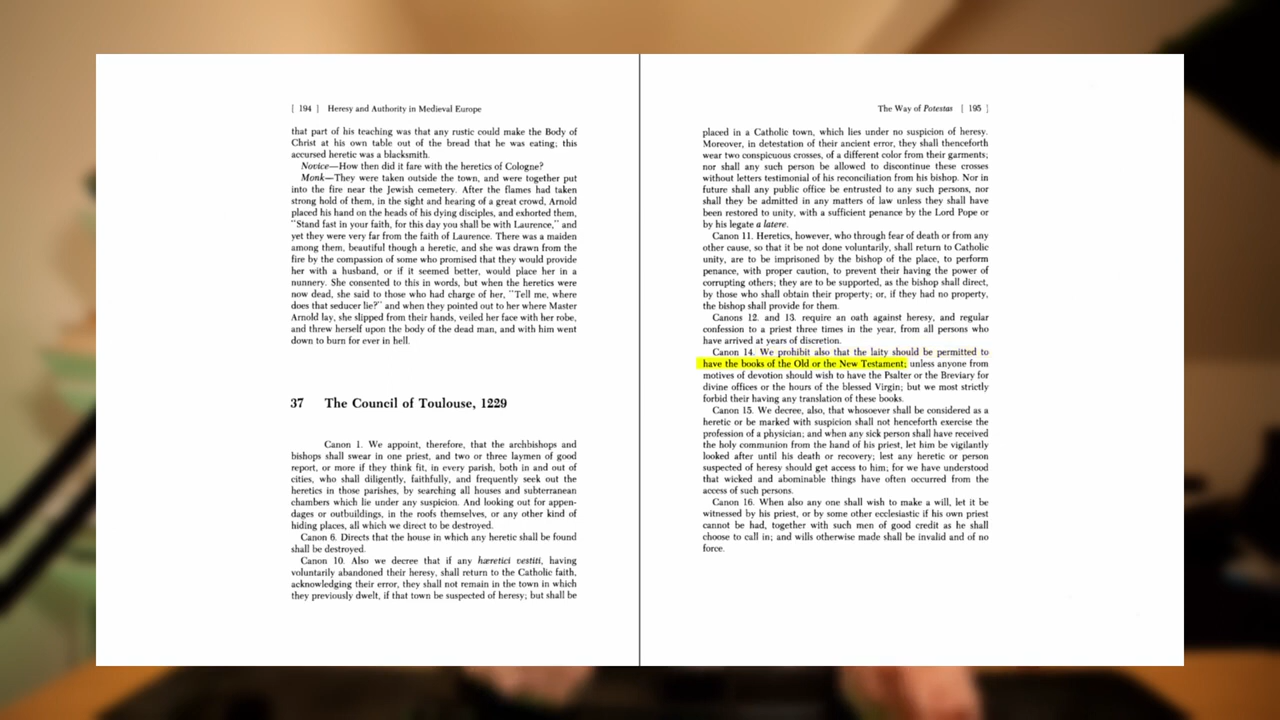 [ 194 ] Heresy and Authority in Medieval Europe
that part of his teaching was that any rustic could make the Body of
Christ at his own table out of the bread that he was eating; this
accursed heretic was a blacksmith.
Novice—How then did it fare with the heretics of Cologne?
Monk—They were taken outside the town, and were together put
into the fire near the Jewish cemetery. After the flames had taken
strong hold of them, in the sight and hearing of a great crowd, Arnold
placed his hand on the heads of his dying disciples, and exhorted them,
"Stand fast in your faith, for this day you shall be with Laurence," and
yet they were very far from the faith of Laurence. There was a maiden
among them, beautiful though a heretic, and she was drawn from the
fire by the compassion of some who promised that they would provide
her with a husband, or if it seemed better, would place her in a
nunnery. She consented to this in words, but when the heretics were
now dead, she said to those who had charge of her, "Tell me, where
does that seducer lie?" and when they pointed out to her where Master
Arnold lay, she slipped from their hands, veiled her face with her robe,
and threw herself upon the body of the dead man, and with him went
down to burn for ever in hell.
37 The Council of Toulouse, 1229
Canon 1. We appoint, therefore, that the archbishops and
bishops shall swear in one priest, and two or three laymen of good
report, or more if they think fit, in every parish, both in and out of
cities, who shall diligently, faithfully, and frequently seek out the
heretics in those parishes, by searching all houses and subterranean
chambers which lie under any suspicion. And looking out for appen-
dages or outbuildings, in the roofs themselves, or any other kind of
hiding places, all which we direct to be destroyed.
Canon 6. Directs that the house in which any heretic shall be found
shall be destroyed.
Canon 10. Also we decree that if any hæretici vestiti, having
voluntarily abandoned their heresy, shall return to the Catholic faith,
acknowledging their error, they shall not remain in the town in which
they previously dwelt, if that town be suspected of heresy; but shall be
The Way of Potestas [ 195 ]
placed in a Catholic town, which lies under no suspicion of heresy.
Moreover, in detestation of their ancient error, they shall thenceforth
wear two conspicuous crosses, of a different color from their garments;
nor shall any such person be allowed to discontinue these crosses
without letters testimonial of his reconciliation from his bishop. Nor in
future shall any public office be entrusted to any such persons, nor
shall they be admitted in any matters of law unless they shall have
been restored to unity, with a sufficient penance by the Lord Pope or
by his legate a latere.
Canon 11. Heretics, however, who through fear of death or from any
other cause, so that it be not done voluntarily, shall return to Catholic
unity, are to be imprisoned by the bishop of the place, to perform
penance, with proper caution, to prevent their having the power of
corrupting others; they are to be supported, as the bishop shall direct,
by those who shall obtain their property; or, if they had no property,
the bishop shall provide for them.
Canons 12. and 13. require an oath against heresy, and regular
confession to a priest three times in the year, from all persons who
have arrived at years of discretion.
Canon 14. We prohibit also that the laity should be permitted to
have the books of the Old or the New Testament; unless anyone from
motives of devotion should wish to have the Psalter or the Breviary for
divine offices or the hours of the blessed Virgin; but we most strictly
forbid their having any translation of these books.
Canon 15. We decree, also, that whosoever shall be considered as a
heretic or be marked with suspicion shall not henceforth exercise the
profession of a physician; and when any sick person shall have received
the holy communion from the hand of his priest, let him be vigilantly
looked after until his death or recovery; lest any heretic or person
suspected of heresy should get access to him; for we have understood
that wicked and abominable things have often occurred from the
access of such persons.
Canon 16. When also any one shall wish to make a will, let it be
witnessed by his priest, or by some other ecclesiastic if his own priest
cannot be had, together with such men of good credit as he shall
choose to call in; and wills otherwise made shall be invalid and of no
force.